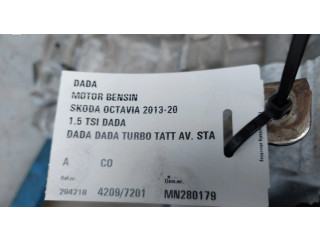 DADA
MOTOR BENSIN
SKODA OCTAVIA 2013-20
1.5 TSI DADA
DADA DADA TURBO TATT AV. STA
A CO
294218 4209/7201 MN280179